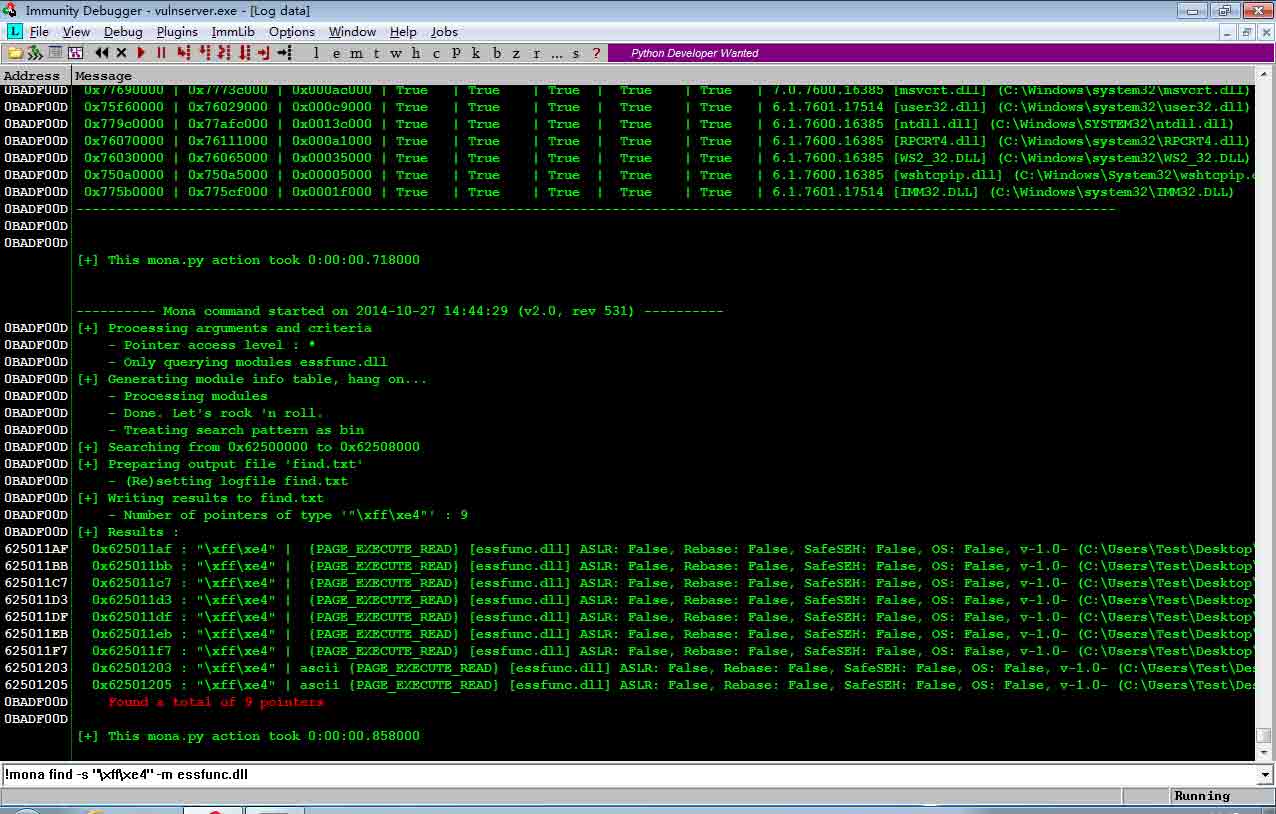 Immunity Debugger - vulnserver.exe - [Log data]
L File View Debug Plugins ImmLib Options Window Help Jobs
l e m t w h c P k b z r ... s ? Python Developer Wanted
Address Message
0BADF00D 0x77690000 | 0x7773c000 | 0x000ac000 | True | True | True | True | True | 7.0.7600.16385 [msvcrt.dll] (C:\Windows\system32\msvcrt.dll)
0BADF00D 0x75f60000 | 0x76029000 | 0x000c9000 | True | True | True | True | True | 6.1.7601.17514 [user32.dll] (C:\Windows\system32\user32.dll)
0BADF00D 0x779c0000 | 0x77afc000 | 0x0013c000 | True | True | True | True | True | 6.1.7600.16385 [ntdll.dll] (C:\Windows\SYSTEM32\ntdll.dll)
0BADF00D 0x76070000 | 0x76111000 | 0x000a1000 | True | True | True | True | True | 6.1.7600.16385 [RPCRT4.dll] (C:\Windows\system32\RPCRT4.dll)
0BADF00D 0x76030000 | 0x76065000 | 0x00035000 | True | True | True | True | True | 6.1.7600.16385 [WS2_32.DLL] (C:\Windows\system32\WS2_32.DLL)
0BADF00D 0x750a0000 | 0x750a5000 | 0x00005000 | True | True | True | True | True | 6.1.7600.16385 [wshtcpip.dll] (C:\Windows\System32\wshtcpip.d
0BADF00D 0x775b0000 | 0x775cf000 | 0x0001f000 | True | True | True | True | True | 6.1.7601.17514 [IMM32.DLL] (C:\Windows\system32\IMM32.DLL)
0BADF00D ----------------------------------------------------------------------------------------------------------------------------------
0BADF00D
0BADF00D
[+] This mona.py action took 0:00:00.718000
---------- Mona command started on 2014-10-27 14:44:29 (v2.0, rev 531) ----------
0BADF00D [+] Processing arguments and criteria
0BADF00D - Pointer access level : *
0BADF00D - Only querying modules essfunc.dll
0BADF00D [+] Generating module info table, hang on...
0BADF00D - Processing modules
0BADF00D - Done. Let's rock 'n roll.
0BADF00D - Treating search pattern as bin
0BADF00D [+] Searching from 0x62500000 to 0x62508000
0BADF00D [+] Preparing output file 'find.txt'
0BADF00D - (Re)setting logfile find.txt
0BADF00D [+] Writing results to find.txt
0BADF00D - Number of pointers of type '"\xff\xe4"' : 9
0BADF00D [+] Results :
625011AF 0x625011af : "\xff\xe4" | {PAGE_EXECUTE_READ} [essfunc.dll] ASLR: False, Rebase: False, SafeSEH: False, OS: False, v-1.0- (C:\Users\Test\Desktop\
625011BB 0x625011bb : "\xff\xe4" | {PAGE_EXECUTE_READ} [essfunc.dll] ASLR: False, Rebase: False, SafeSEH: False, OS: False, v-1.0- (C:\Users\Test\Desktop\
625011C7 0x625011c7 : "\xff\xe4" | {PAGE_EXECUTE_READ} [essfunc.dll] ASLR: False, Rebase: False, SafeSEH: False, OS: False, v-1.0- (C:\Users\Test\Desktop\
625011D3 0x625011d3 : "\xff\xe4" | {PAGE_EXECUTE_READ} [essfunc.dll] ASLR: False, Rebase: False, SafeSEH: False, OS: False, v-1.0- (C:\Users\Test\Desktop\
625011DF 0x625011df : "\xff\xe4" | {PAGE_EXECUTE_READ} [essfunc.dll] ASLR: False, Rebase: False, SafeSEH: False, OS: False, v-1.0- (C:\Users\Test\Desktop\
625011EB 0x625011eb : "\xff\xe4" | {PAGE_EXECUTE_READ} [essfunc.dll] ASLR: False, Rebase: False, SafeSEH: False, OS: False, v-1.0- (C:\Users\Test\Desktop\
625011F7 0x625011f7 : "\xff\xe4" | {PAGE_EXECUTE_READ} [essfunc.dll] ASLR: False, Rebase: False, SafeSEH: False, OS: False, v-1.0- (C:\Users\Test\Desktop\
62501203 0x62501203 : "\xff\xe4" | ascii {PAGE_EXECUTE_READ} [essfunc.dll] ASLR: False, Rebase: False, SafeSEH: False, OS: False, v-1.0- (C:\Users\Test\Des
62501205 0x62501205 : "\xff\xe4" | ascii {PAGE_EXECUTE_READ} [essfunc.dll] ASLR: False, Rebase: False, SafeSEH: False, OS: False, v-1.0- (C:\Users\Test\Des
0BADF00D Found a total of 9 pointers
0BADF00D
[+] This mona.py action took 0:00:00.858000
!mona find -s "\xff\xe4" -m essfunc.dll
Running